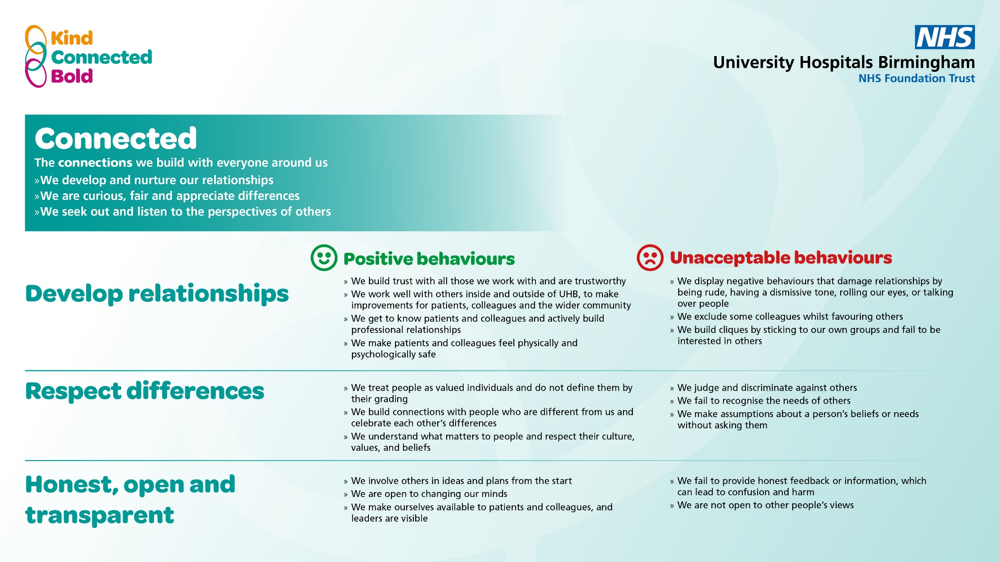 Kind
Connected
Bold
NHS
University Hospitals Birmingham
NHS Foundation Trust
Connected
The connections we build with everyone around us
»We develop and nurture our relationships
»We are curious, fair and appreciate differences
»We seek out and listen to the perspectives of others
Positive behaviours
Unacceptable behaviours
Develop relationships
» We build trust with all those we work with and are trustworthy
» We work well with others inside and outside of UHB, to make
improvements for patients, colleagues and the wider community
» We get to know patients and colleagues and actively build
professional relationships
» We make patients and colleagues feel physically and
psychologically safe
» We display negative behaviours that damage relationships by
being rude, having a dismissive tone, rolling our eyes, or talking
over people
» We exclude some colleagues whilst favouring others
» We build cliques by sticking to our own groups and fail to be
interested in others
Respect differences
» We treat people as valued individuals and do not define them by
their grading
» We build connections with people who are different from us and
celebrate each other’s differences
» We understand what matters to people and respect their culture,
values, and beliefs
» We judge and discriminate against others
» We fail to recognise the needs of others
» We make assumptions about a person’s beliefs or needs
without asking them
Honest, open and
transparent
» We involve others in ideas and plans from the start
» We are open to changing our minds
» We make ourselves available to patients and colleagues, and
leaders are visible
» We fail to provide honest feedback or information, which
can lead to confusion and harm
» We are not open to other people’s views